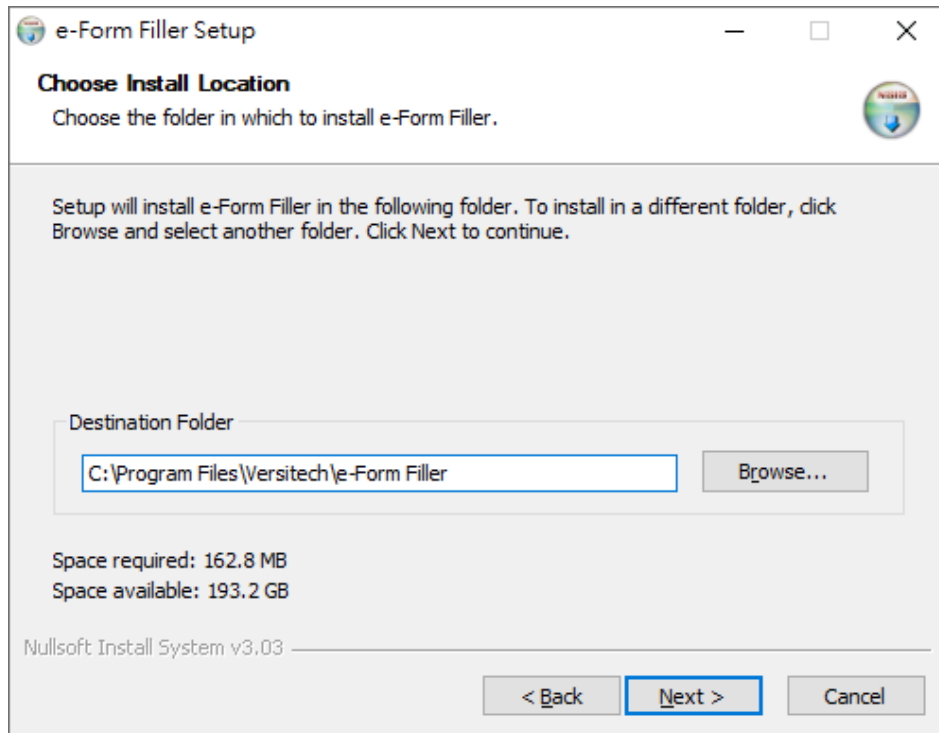 e-Form Filler Setup
Choose Install Location
Choose the folder in which to install e-Form Filler.
Setup will install e-Form Filler in the following folder. To install in a different folder, click
Browse and select another folder. Click Next to continue.
Destination Folder
C:\Program Files\Versitech\e-Form Filler
Browse...
Space required: 162.8 MB
Space available: 193.2 GB
Nullsoft Install System v3.03
< Back
Next >
Cancel